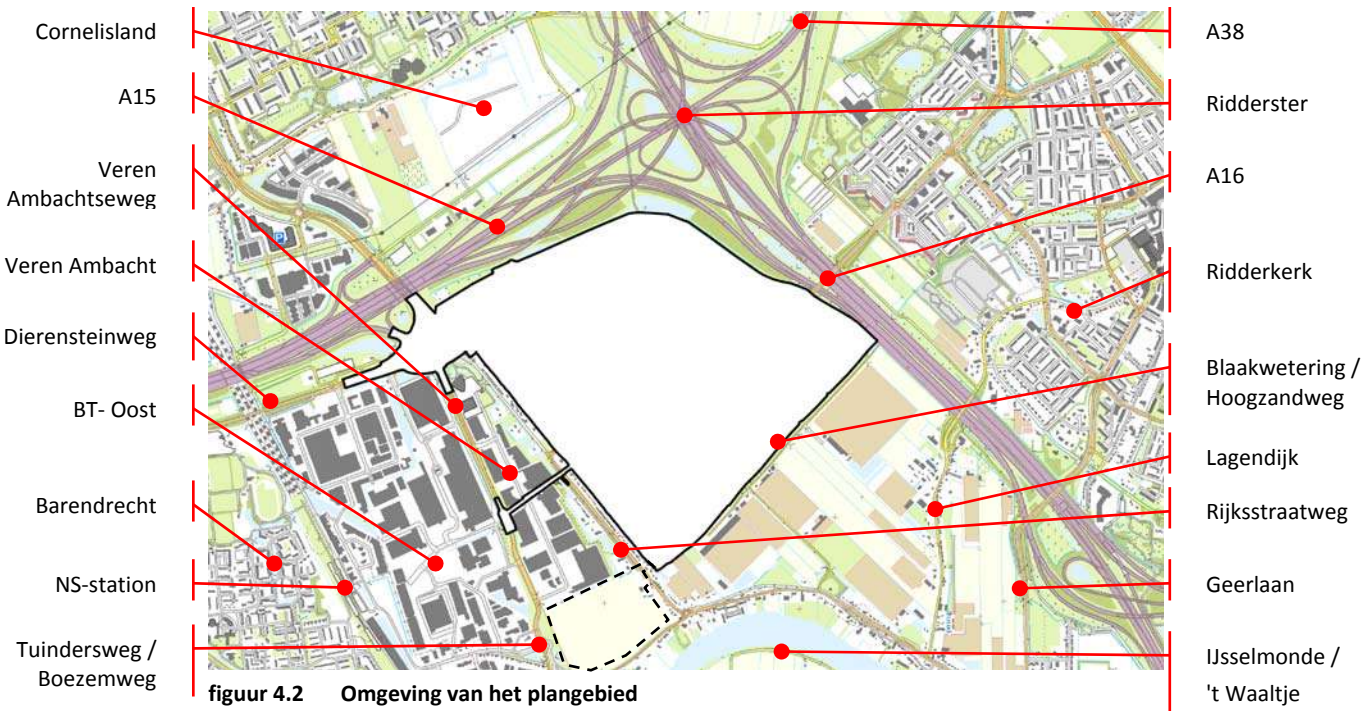 Cornelisland
A15
Veren
Ambachtseweg
Veren Ambacht
Dierensteinweg
BT- Oost
Barendrecht
NS-station
Tuindersweg /
Boezemweg
A38
Ridderster
A16
Ridderkerk
Blaakwetering /
Hoogzandweg
Lagendijk
Rijksstraatweg
Geerlaan
IJsselmonde /
't Waaltje
P
figuur 4.2 Omgeving van het plangebied